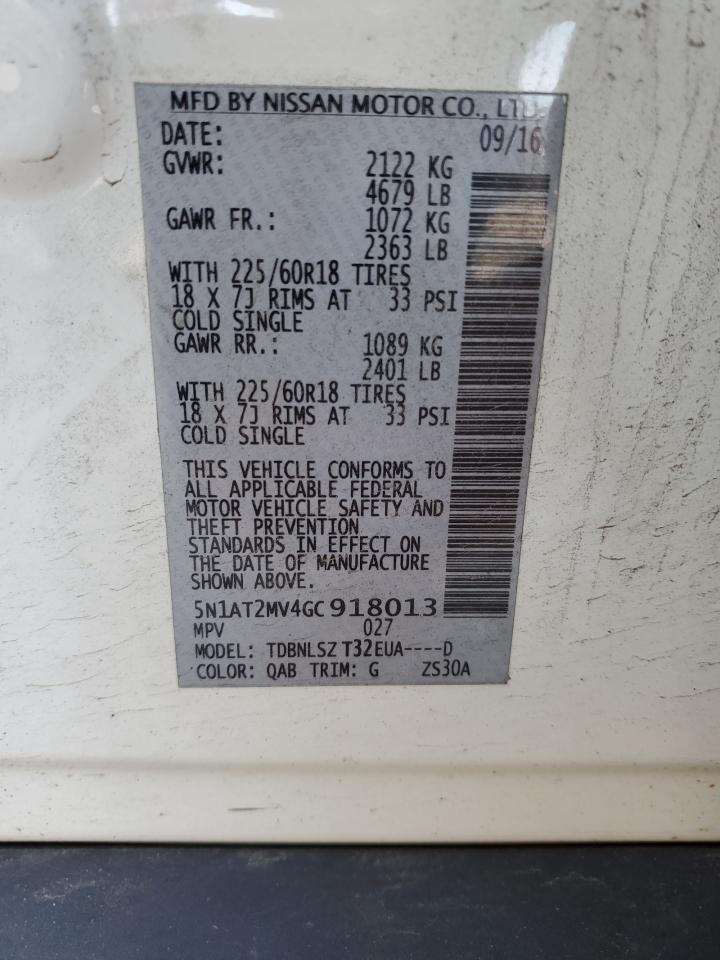 MFD BY NISSAN MOTOR CO., LTD.
DATE: 09/16
GVWR: 2122 KG
4679 LB
GAWR FR.: 1072 KG
2363 LB
WITH 225/60R18 TIRES
18 X 7J RIMS AT 33 PSI
COLD SINGLE
GAWR RR.: 1089 KG
2401 LB
WITH 225/60R18 TIRES
18 X 7J RIMS AT 33 PSI
COLD SINGLE
THIS VEHICLE CONFORMS TO
ALL APPLICABLE FEDERAL
MOTOR VEHICLE SAFETY AND
THEFT PREVENTION
STANDARDS IN EFFECT ON
THE DATE OF MANUFACTURE
SHOWN ABOVE.
5N1AT2MV4GC918013
MPV 027
MODEL: TDBNLSZ T32EUA----D
COLOR: QAB TRIM: G ZS30A